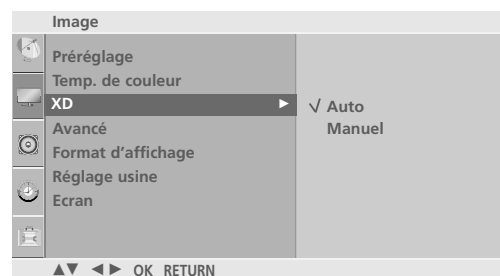 Image
Préréglage
Temp. de couleur
XD ►
√ Auto
Avancé
Manuel
Format d’affichage
Réglage usine
Ecran
▲▼ ◄► OK RETURN